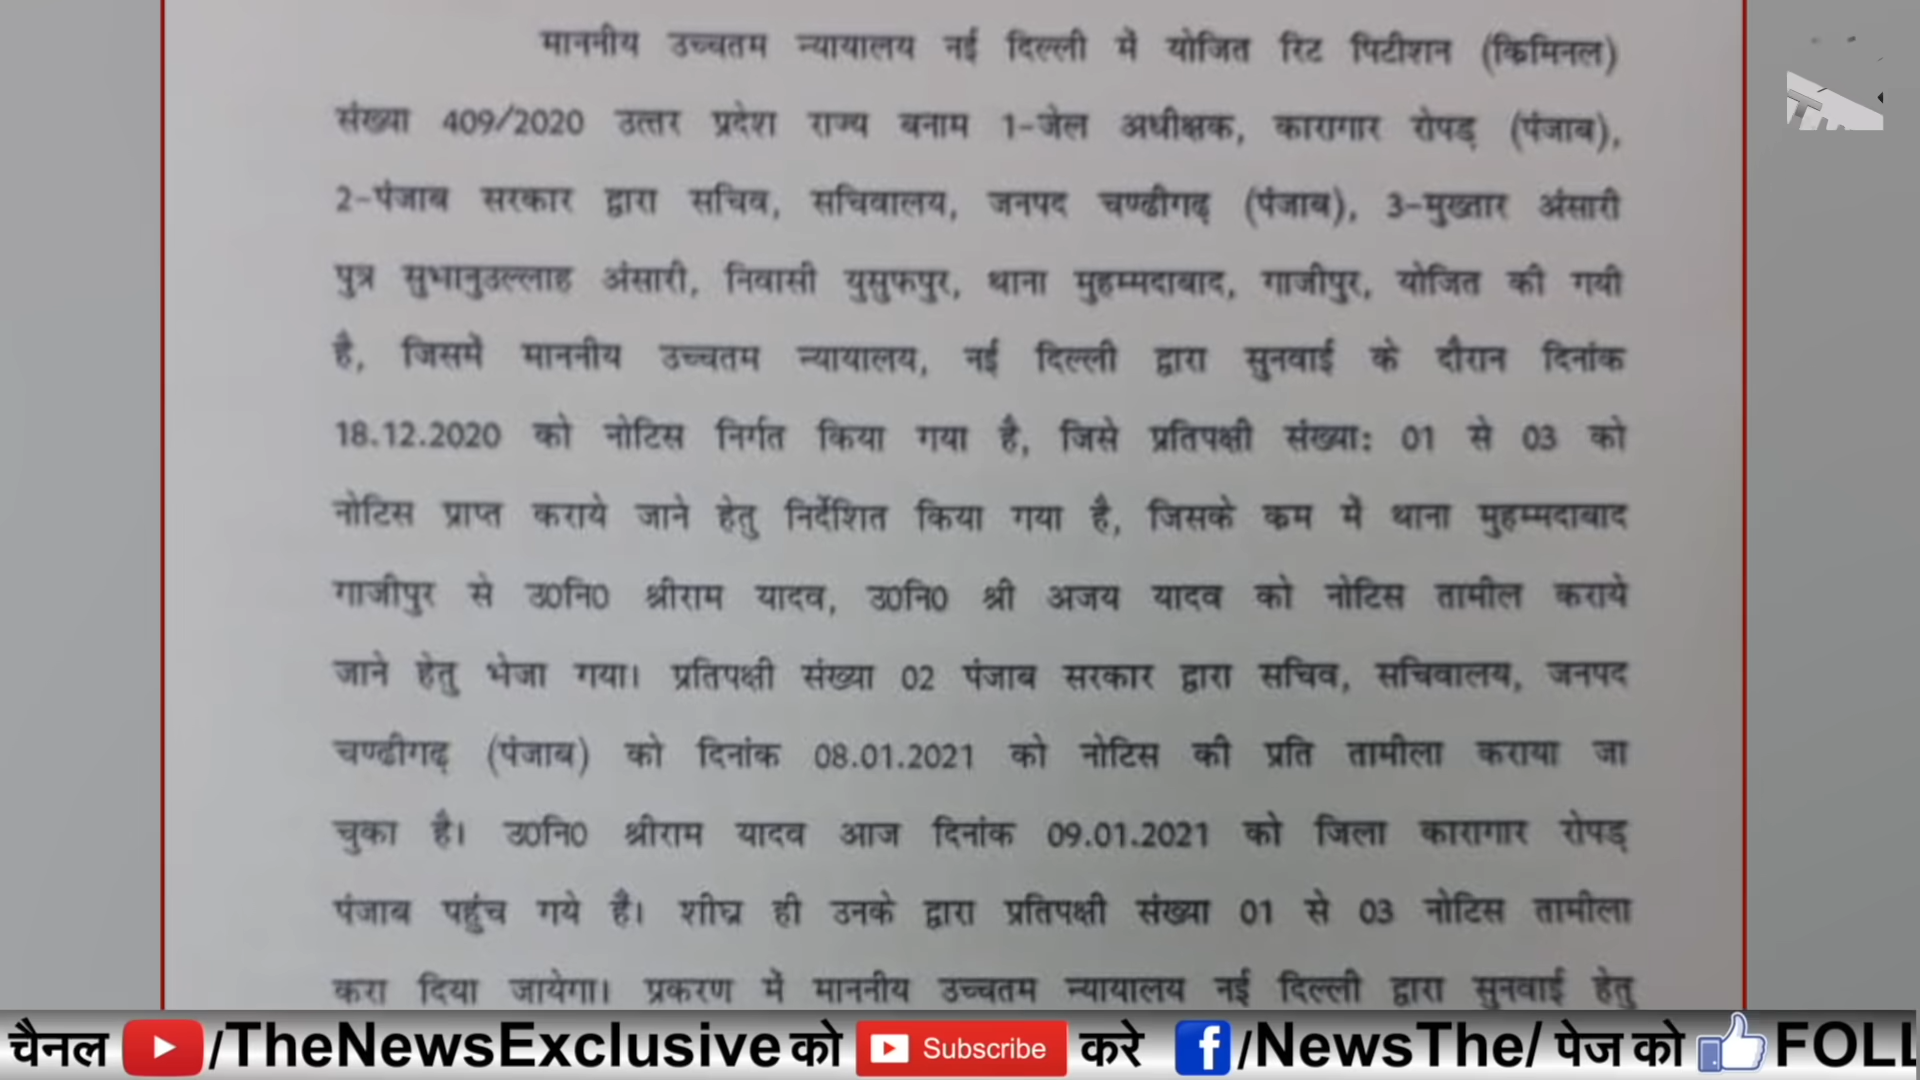 माननीय उच्चतम न्यायालय नई दिल्ली में योजित रिट पिटीशन (क्रिमिनल)
संख्या 409/2020 उत्तर प्रदेश राज्य बनाम 1-जेल अधीक्षक, कारागार रोपड़ (पंजाब),
2-पंजाब सरकार द्वारा सचिव, सचिवालय, जनपद चण्ढीगढ़ (पंजाब), 3-मुख्तार अंसारी
पुत्र सुभानुउल्लाह अंसारी, निवासी युसुफपुर, थाना मुहम्मदाबाद, गाजीपुर, योजित की गयी
है, जिसमें माननीय उच्चतम न्यायालय, नई दिल्ली द्वारा सुनवाई के दौरान दिनांक
18.12.2020 को नोटिस निर्गत किया गया है, जिसे प्रतिपक्षी संख्याः 01 से 03 को
नोटिस प्राप्त कराये जाने हेतु निर्देशित किया गया है, जिसके क्रम में थाना मुहम्मदाबाद
गाजीपुर से उ0नि0 श्रीराम यादव, उ0नि0 श्री अजय यादव को नोटिस तामील कराये
जाने हेतु भेजा गया। प्रतिपक्षी संख्या 02 पंजाब सरकार द्वारा सचिव, सचिवालय, जनपद
चण्ढीगढ़ (पंजाब) को दिनांक 08.01.2021 को नोटिस की प्रति तामीला कराया जा
चुका है। उ0नि0 श्रीराम यादव आज दिनांक 09.01.2021 को जिला कारागार रोपड़
पंजाब पहुंच गये है। शीघ्र ही उनके द्वारा प्रतिपक्षी संख्या 01 से 03 नोटिस तामीला
करा दिया जायेगा। प्रकरण में माननीय उच्चतम न्यायालय नई दिल्ली द्वारा सुनवाई हेतु
चैनल /TheNewsExclusive को Subscribe करे f/NewsThe/ पेज को FOLL